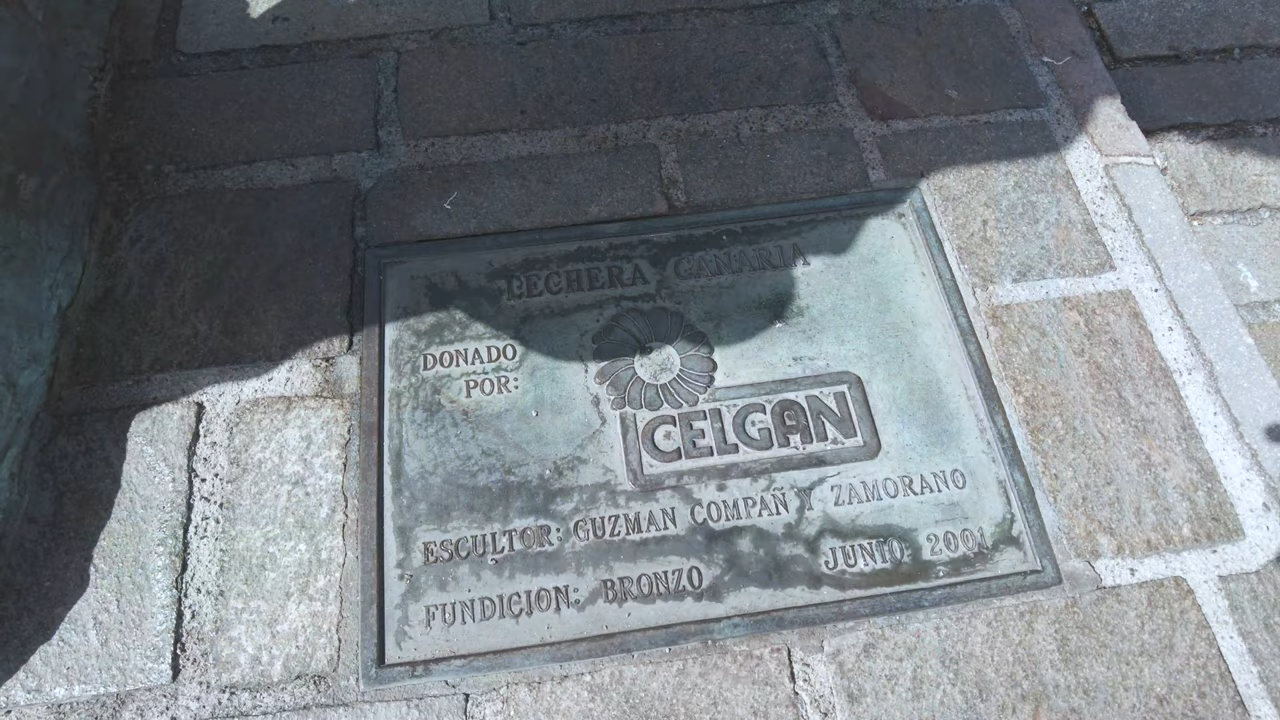 LECHERA CANARIA
DONADO
POR:
CELGAN
ESCULTOR: GUZMAN COMPAÑ Y ZAMORANO
FUNDICION: BRONZO
JUNIO 2001